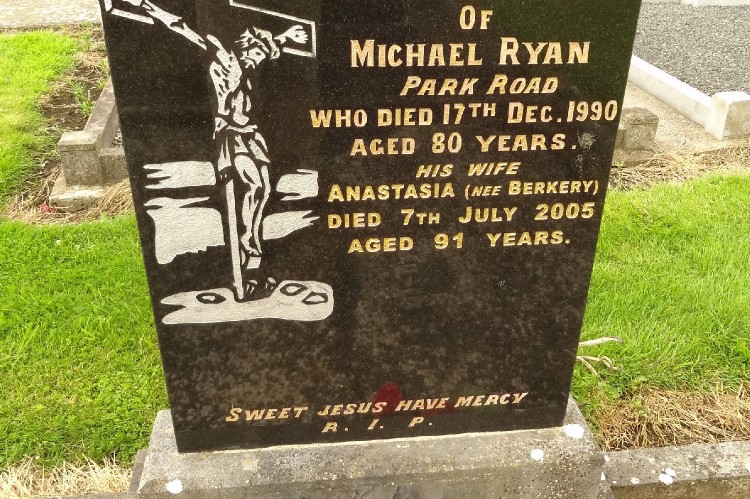 OF
MICHAEL RYAN
PARK ROAD
WHO DIED 17TH DEC. 1990
AGED 80 YEARS.
HIS WIFE
ANASTASIA (NEE BERKERY)
DIED 7TH JULY 2005
AGED 91 YEARS.
SWEET JESUS HAVE MERCY
R. I. P.